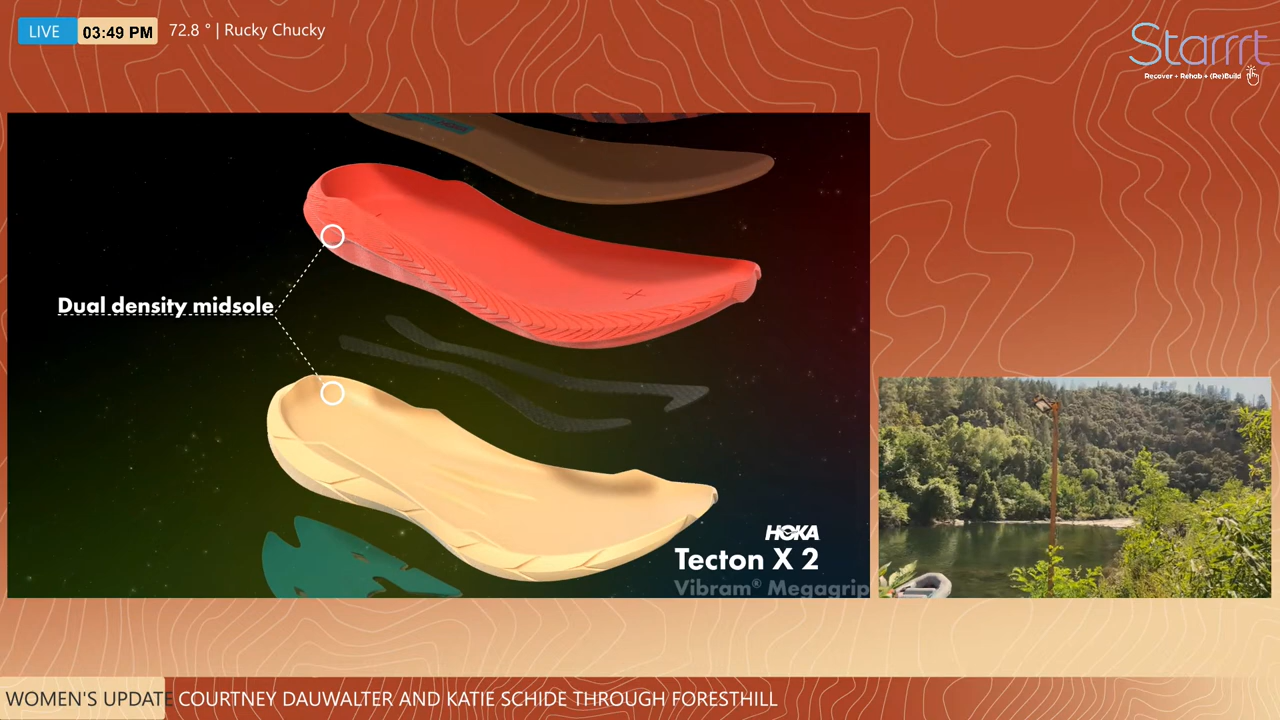 LIVE 03:49 PM 72.8 ° | Rucky Chucky
Starrrt
Recover + Rehab + (Re)Build
Dual density midsole
HOKA
Tecton X 2
Vibram® Megagrip
WOMEN'S UPDATE COURTNEY DAUWALTER AND KATIE SCHIDE THROUGH FORESTHILL